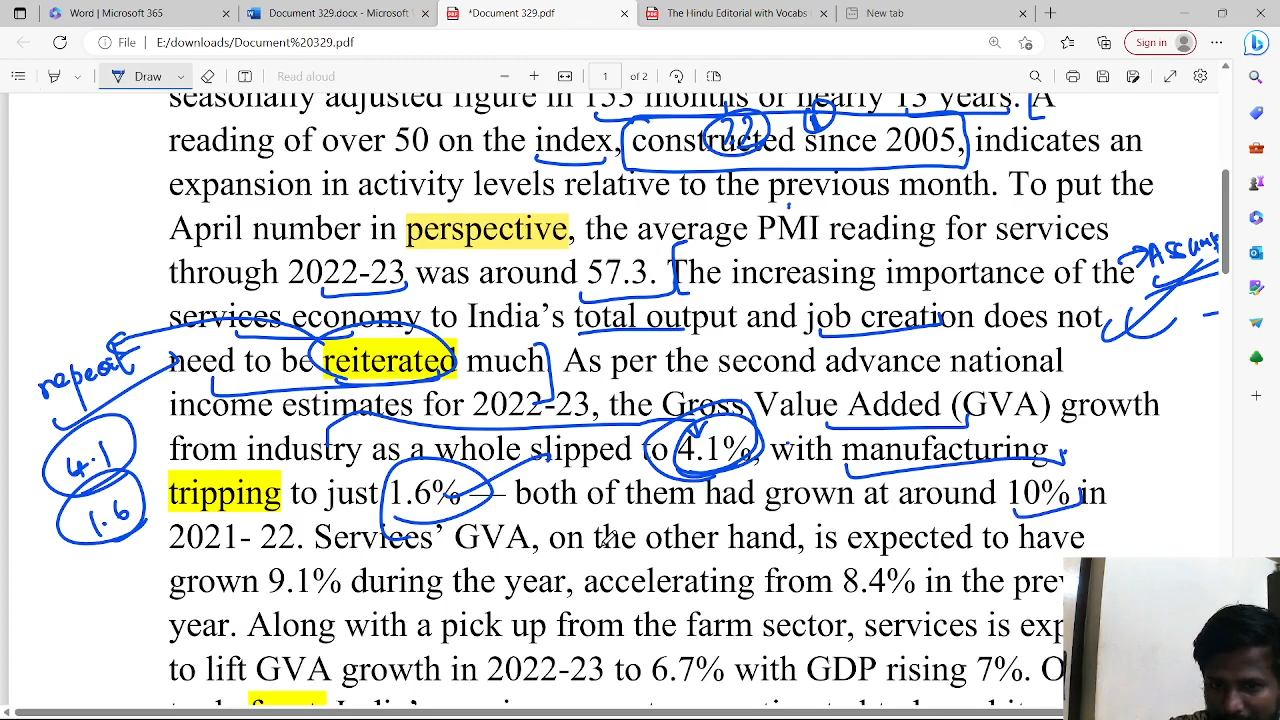 Word | Microsoft 365
Document 329.docx - Microsoft
*Document 329.pdf
The Hindu Editorial with Vocabs
New tab
File
E:/downloads/Document%20329.pdf
Sign in
Draw
Read aloud
1
of 2
seasonally adjusted figure in 153 months or nearly 13 years. A
22
reading of over 50 on the index, constructed since 2005, indicates an
expansion in activity levels relative to the previous month. To put the
April number in perspective, the average PMI reading for services
through 2022-23 was around 57.3. The increasing importance of the
services economy to India's total output and job creation does not
need to be reiterated much. As per the second advance national
repeat
income estimates for 2022-23, the Gross Value Added (GVA) growth
from industry as a whole slipped to 4.1%, with manufacturing
4.1
tripping to just 1.6% — both of them had grown at around 10% in
1.6
2021- 22. Services' GVA, on the other hand, is expected to have
grown 9.1% during the year, accelerating from 8.4% in the
year. Along with a pick up from the farm sector, services is
to lift GVA growth in 2022-23 to 6.7% with GDP rising 7%.